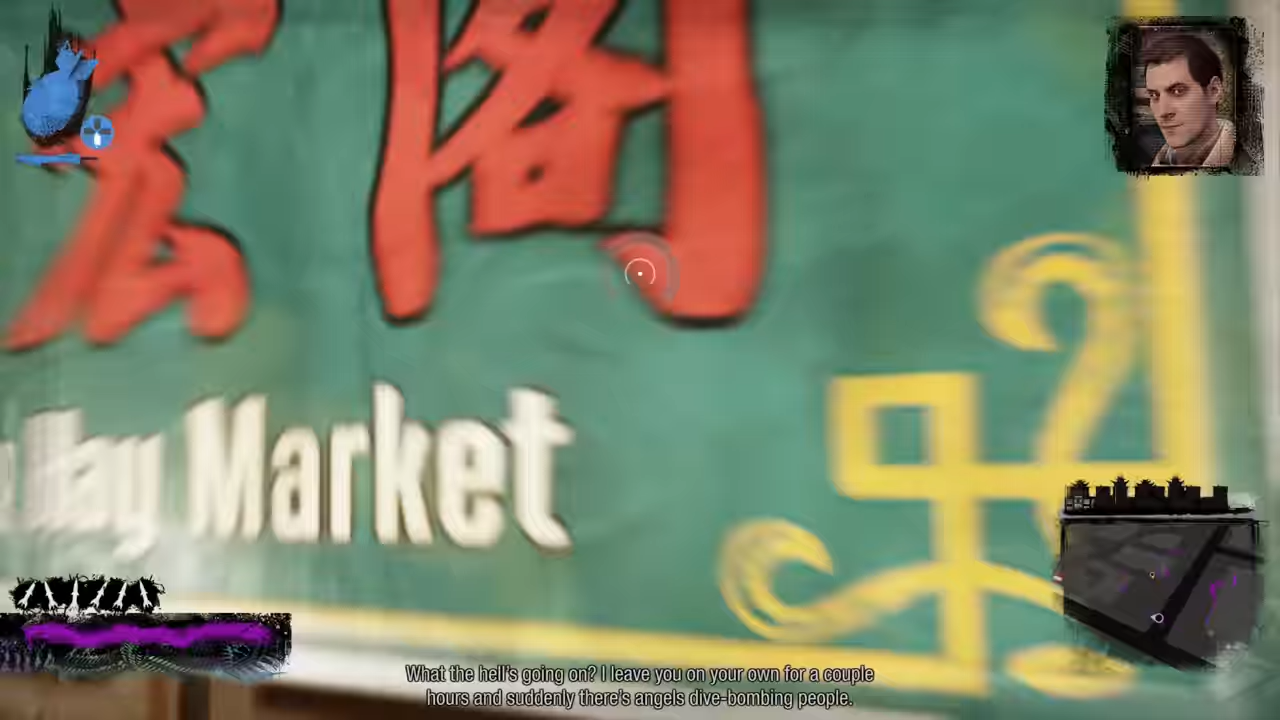 閣
Market
What the hell's going on? I leave you on your own for a couple
hours and suddenly there's angels dive-bombing people.